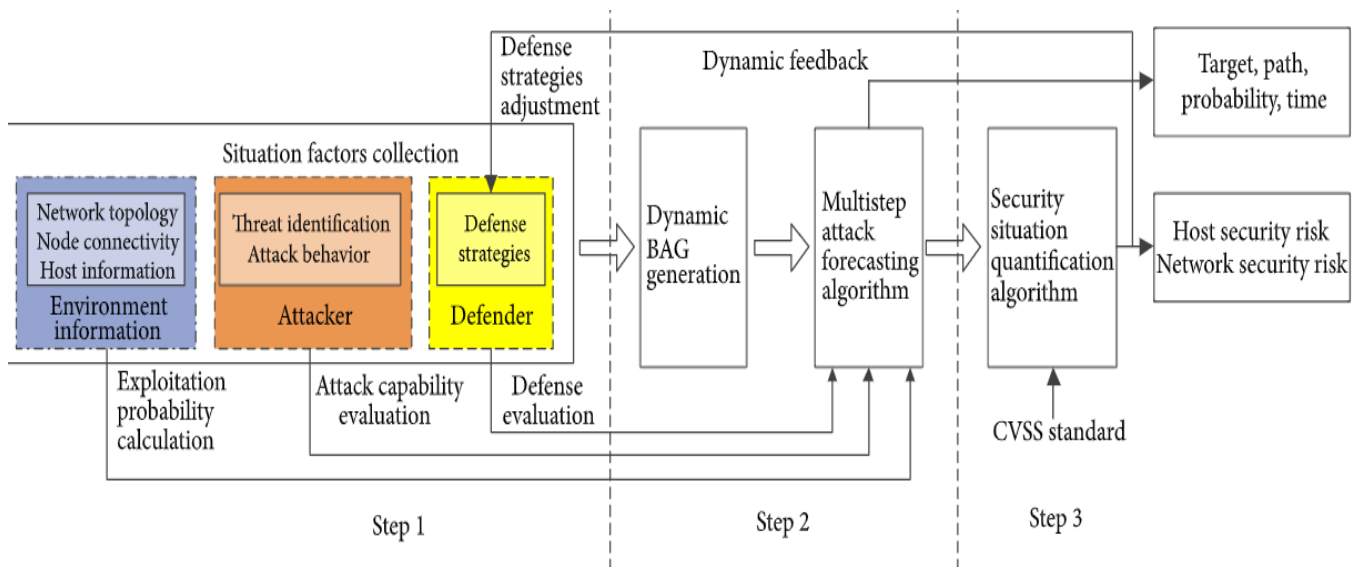 Defense
strategies
adjustment
Dynamic feedback
Target, path,
probability, time
Situation factors collection
Network topology
Node connectivity
Host information
Environment
information
Threat identification
Attack behavior
Attacker
Defense
strategies
Defender
Dynamic
BAG
generation
Multistep
attack
forecasting
algorithm
Security
situation
quantification
algorithm
Host security risk
Network security risk
Exploitation
probability
calculation
Attack capability
evaluation
Defense
evaluation
CVSS standard
Step 1
Step 2
Step 3